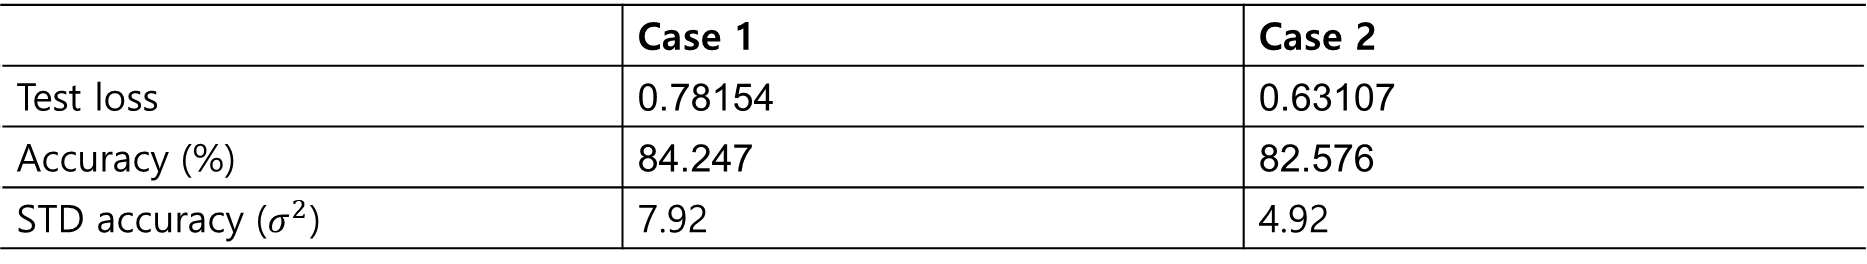 Case 1 Case 2
Test loss 0.78154 0.63107
Accuracy (%) 84.247 82.576
STD accuracy (σ²) 7.92 4.92